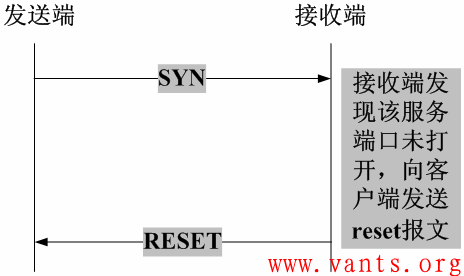 发送端
接收端
SYN
接收端发
现该服务
端口未打
开，向客
户端发送
reset报文
RESET
www.vants.org